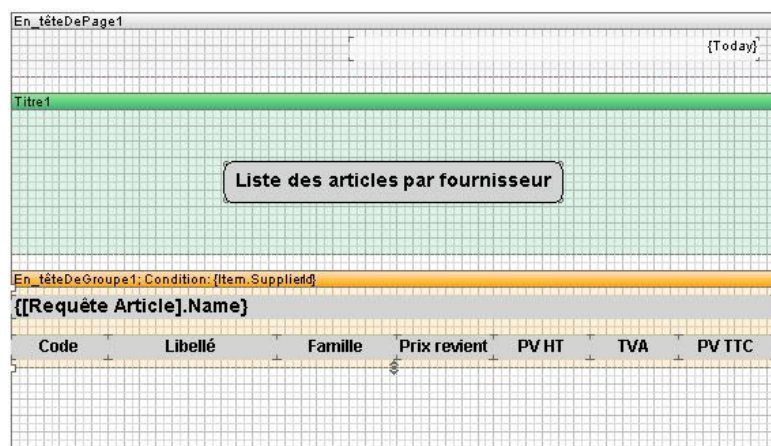 En_têteDePage1
{Today}
Titre1
Liste des articles par fournisseur
En_têteDeGroupe1; Condition: {Item.SupplierId}
{[Requête Article].Name}
Code Libellé Famille Prix revient PV HT TVA PV TTC